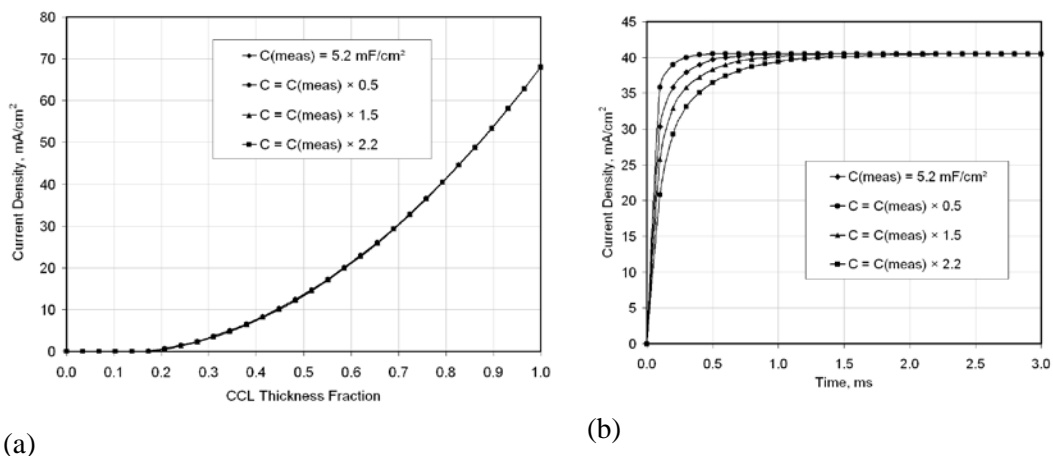 80
70
60
50
40
30
20
10
0
Current Density, mA/cm²
C(meas) = 5.2 mF/cm²
C = C(meas) × 0.5
C = C(meas) × 1.5
C = C(meas) × 2.2
0.0 0.1 0.2 0.3 0.4 0.5 0.6 0.7 0.8 0.9 1.0
CCL Thickness Fraction
(a)
45
40
35
30
25
20
15
10
5
0
Current Density, mA/cm²
C(meas) = 5.2 mF/cm²
C = C(meas) × 0.5
C = C(meas) × 1.5
C = C(meas) × 2.2
0.0 0.5 1.0 1.5 2.0 2.5 3.0
Time, ms
(b)